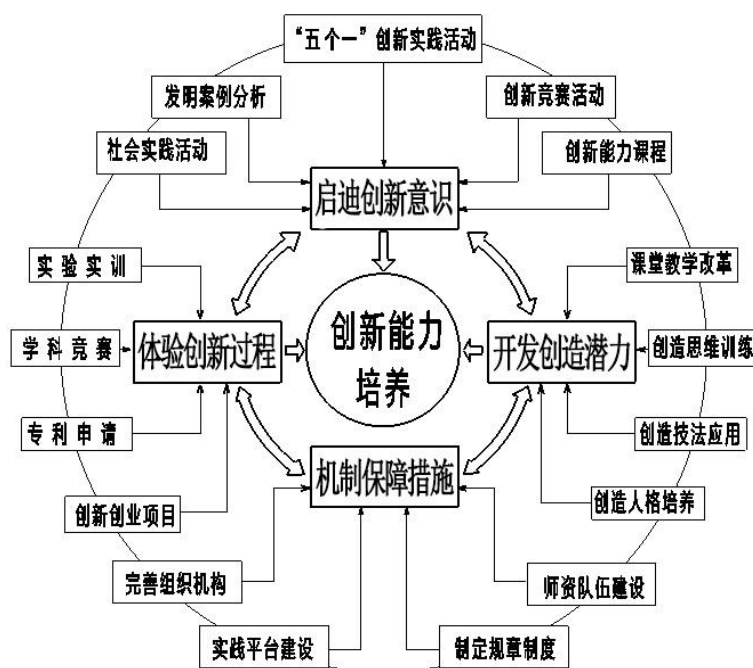 “五个一”创新实践活动
发明案例分析
创新竞赛活动
社会实践活动
创新能力课程
启迪创新意识
实验实训
课堂教学改革
创新能力
培养
学科竞赛
体验创新过程
开发创造潜力
创造思维训练
专利申请
创造技法应用
机制保障措施
创新创业项目
创造人格培养
完善组织机构
师资队伍建设
实践平台建设
制定规章制度